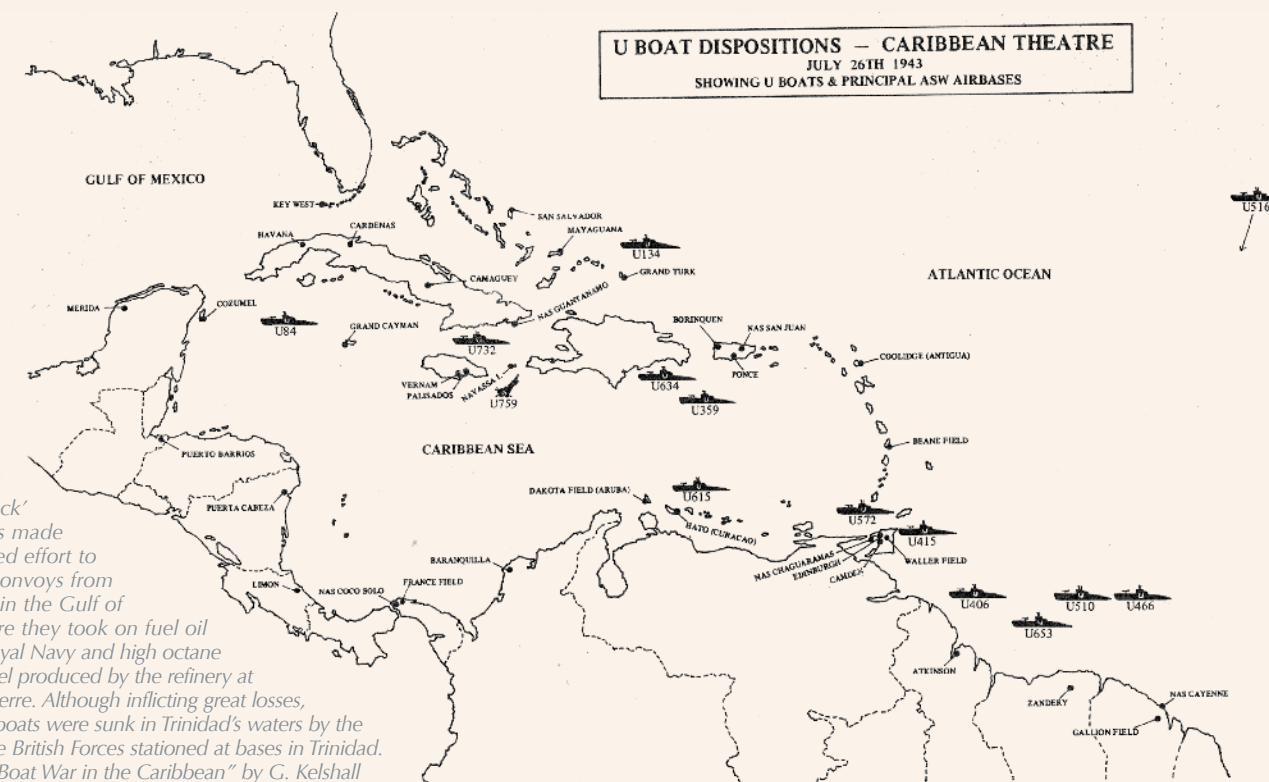 U BOAT DISPOSITIONS – CARIBBEAN THEATRE
JULY 26TH 1943
SHOWING U BOATS & PRINCIPAL ASW AIRBASES
GULF OF MEXICO
KEY WEST
SAN SALVADOR
MAYAGUANA
U516
HAVANA
CARDENAS
U134
GRAND TURK
ATLANTIC OCEAN
CAMAGUEY
NAS GUANTANAMO
MERIDA
COZUMEL
U84
GRAND CAYMAN
BORINQUEN
NAS SAN JUAN
U732
PONCE
COOLIDGE (ANTIGUA)
VERNAM
PALISADOS
NAVASSA I.
U759
U634
U359
CARIBBEAN SEA
BEANE FIELD
PUERTO BARRIOS
DAKOTA FIELD (ARUBA)
U615
PUERTA CABEZA
HATO (CURACAO)
U572
U415
BARANQUILLA
NAS CHAGUARAMAS
EDINBURGH
CAMDEN
WALLER FIELD
LIMON
NAS COCO SOLO
FRANCE FIELD
U406
U510
U466
U653
ATKINSON
ZANDERY
NAS CAYENNE
GALLION FIELD
ck’
s made
ed effort to
onvoys from
in the Gulf of
re they took on fuel oil
yal Navy and high octane
el produced by the refinery at
erre. Although inflicting great losses,
boats were sunk in Trinidad’s waters by the
e British Forces stationed at bases in Trinidad.
Boat War in the Caribbean” by G. Kelshall